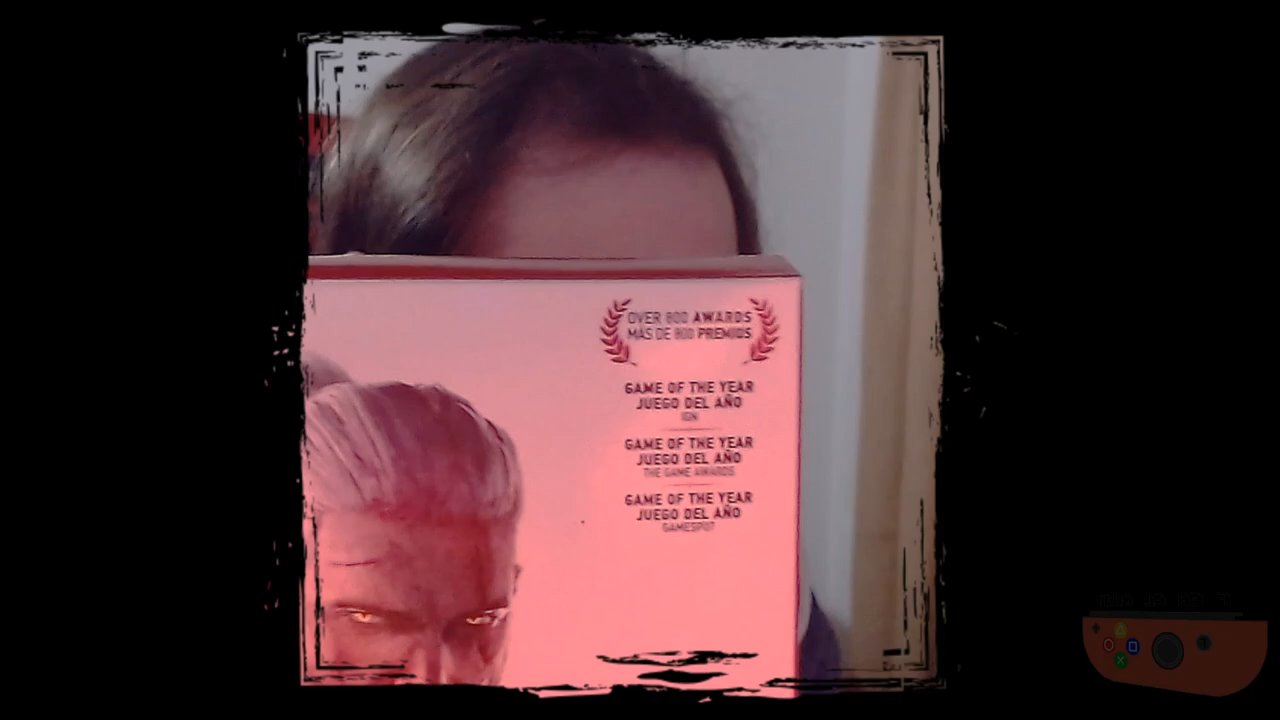 OVER 800 AWARDS
MÁS DE 800 PREMIOS
GAME OF THE YEAR
JUEGO DEL AÑO
IGN
GAME OF THE YEAR
JUEGO DEL AÑO
THE GAME AWARDS
GAME OF THE YEAR
JUEGO DEL AÑO
GAMESPOT